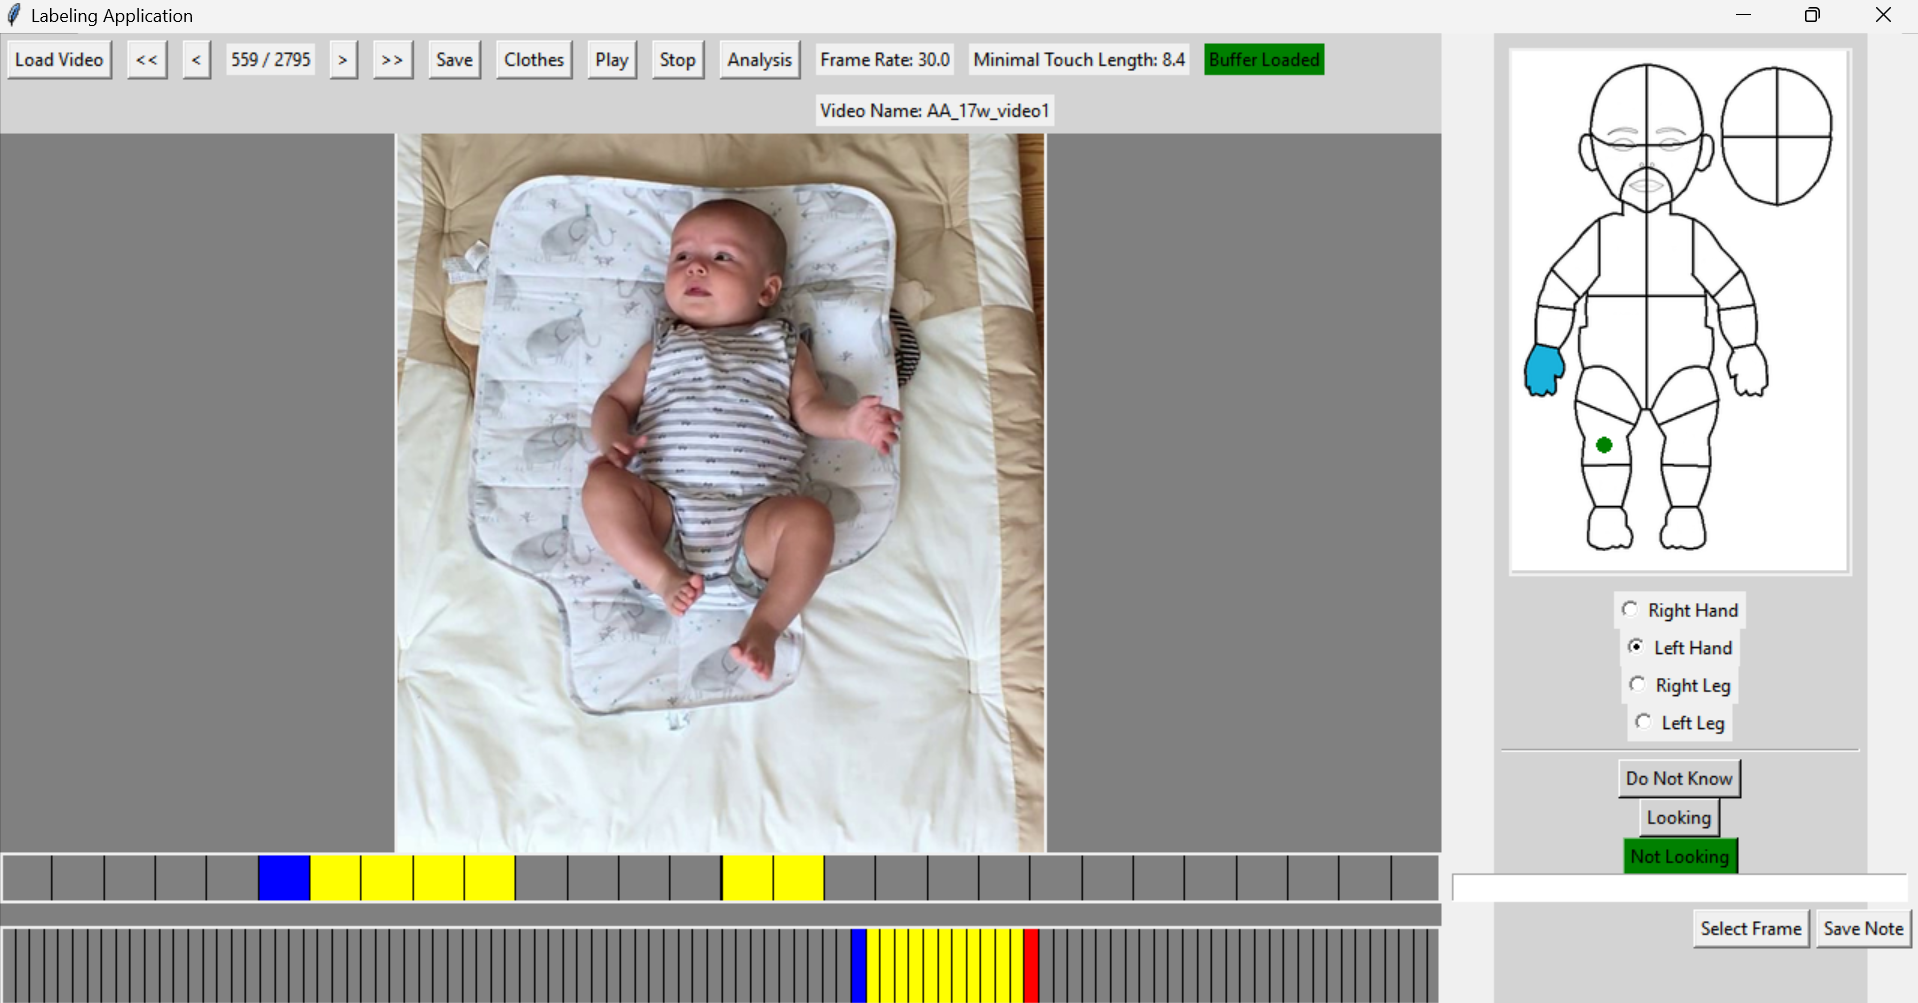 Labeling Application
Load Video << < 559 / 2795 > >> Save Clothes Play Stop Analysis Frame Rate: 30.0 Minimal Touch Length: 8.4 Buffer Loaded
Video Name: AA_17w_video1
Right Hand
Left Hand
Right Leg
Left Leg
Do Not Know
Looking
Not Looking
Select Frame Save Note